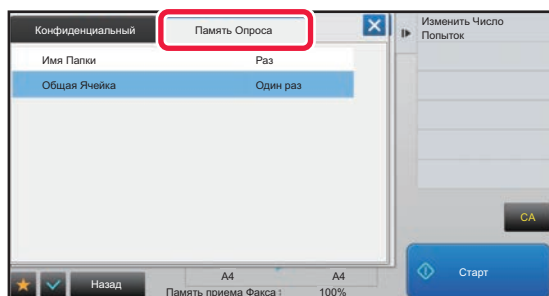 Конфиденциальный
Память Опроса
Имя Папки
Раз
Общая Ячейка
Один раз
Изменить Число
Попыток
CA
Старт
Назад
A4
A4
Память приема Факса :
100%